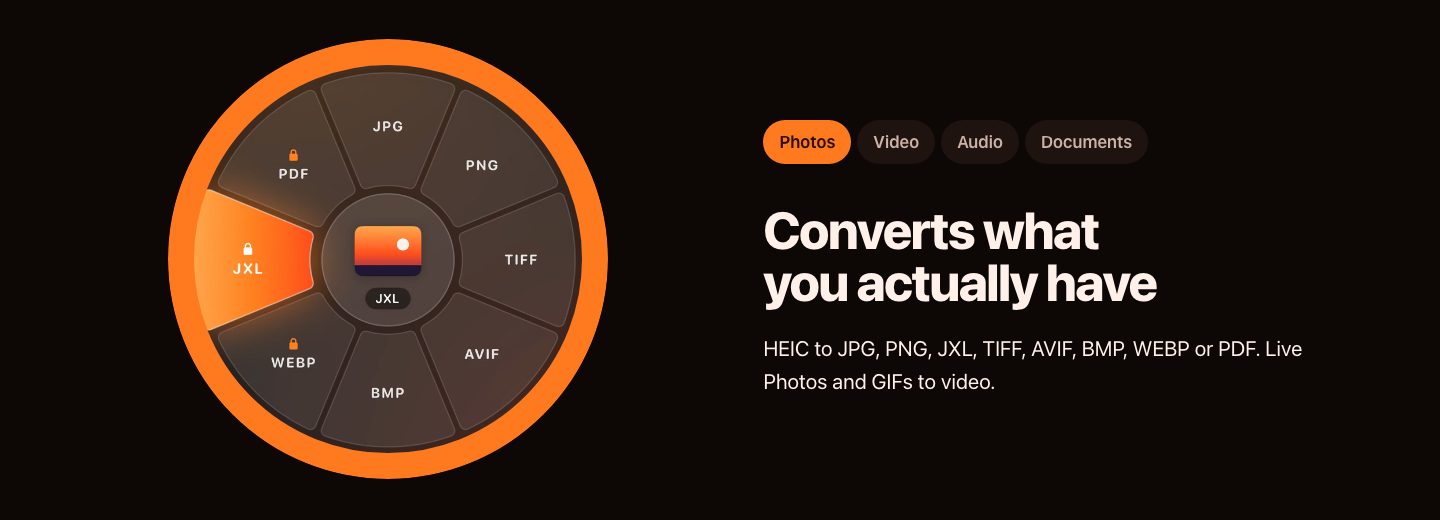 JPG
PNG
PDF
JXL
TIFF
JXL
WEBP
AVIF
BMP
Photos
Video
Audio
Documents
Converts what
you actually have
HEIC to JPG, PNG, JXL, TIFF, AVIF, BMP, WEBP or PDF. Live
Photos and GIFs to video.